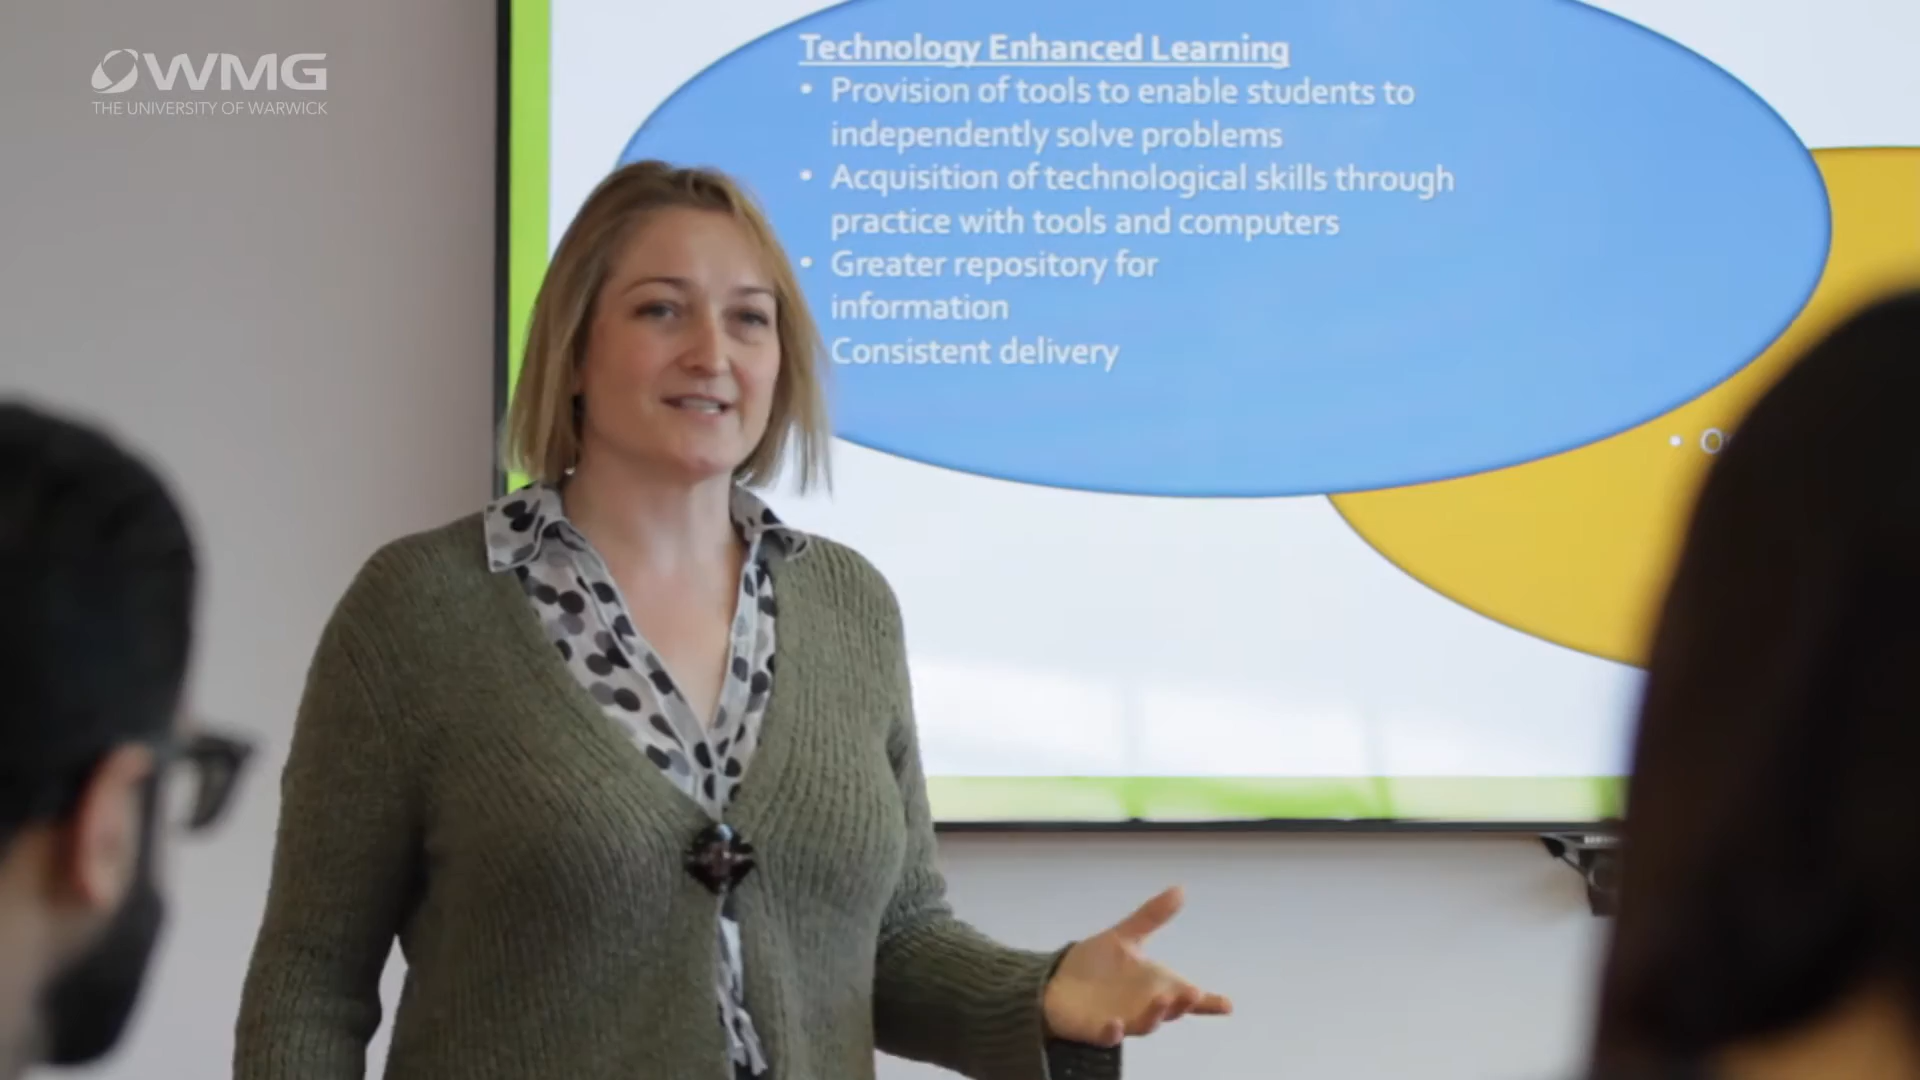 WMG
THE UNIVERSITY OF WARWICK
Technology Enhanced Learning
• Provision of tools to enable students to
independently solve problems
• Acquisition of technological skills through
practice with tools and computers
• Greater repository for
information
Consistent delivery